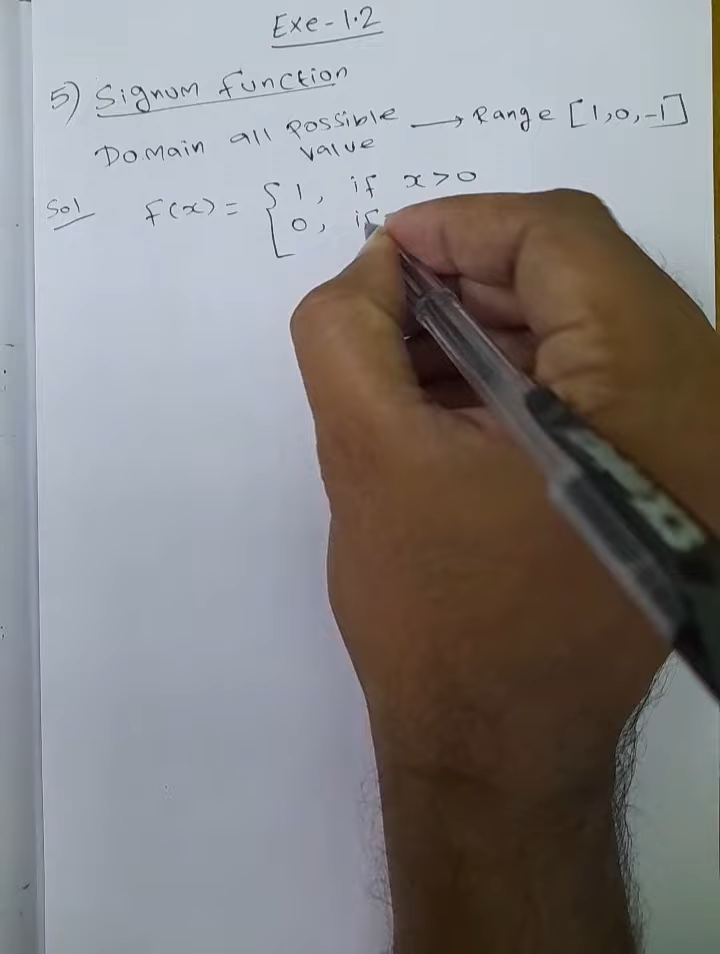 Exe-1.2
5) Signum Function
Domain all possible value → Range [1,0,-1]
Sol f(x) = { 1, if x>0
0, if